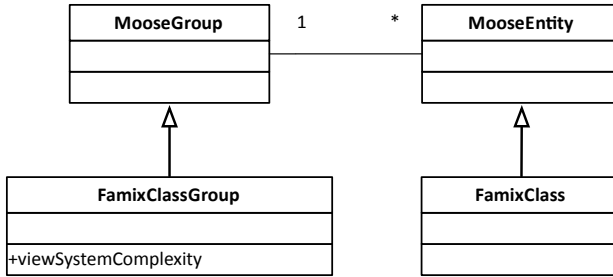 MooseGroup
1
*
MooseEntity
FamixClassGroup
FamixClass
+viewSystemComplexity